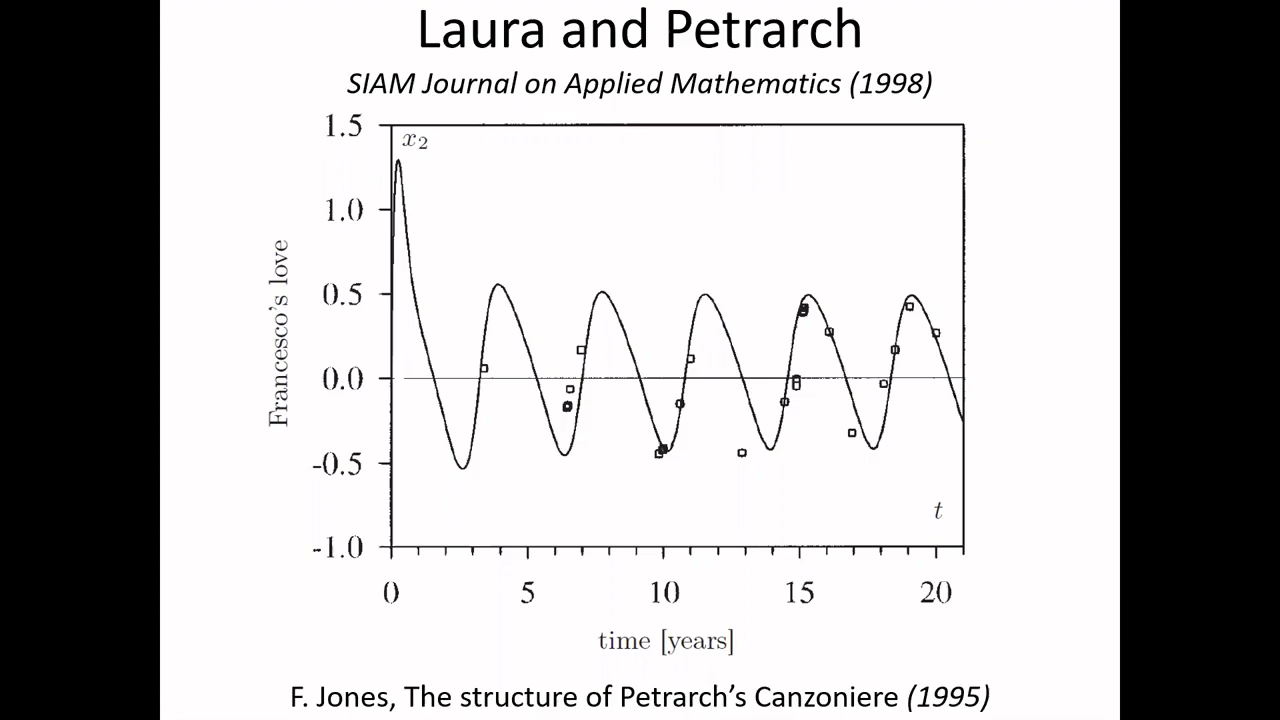 Laura and Petrarch
SIAM Journal on Applied Mathematics (1998)
1.5
x₂
1.0
0.5
0.0
-0.5
-1.0
Francesco's love
t
0 5 10 15 20
time [years]
F. Jones, The structure of Petrarch’s Canzoniere (1995)